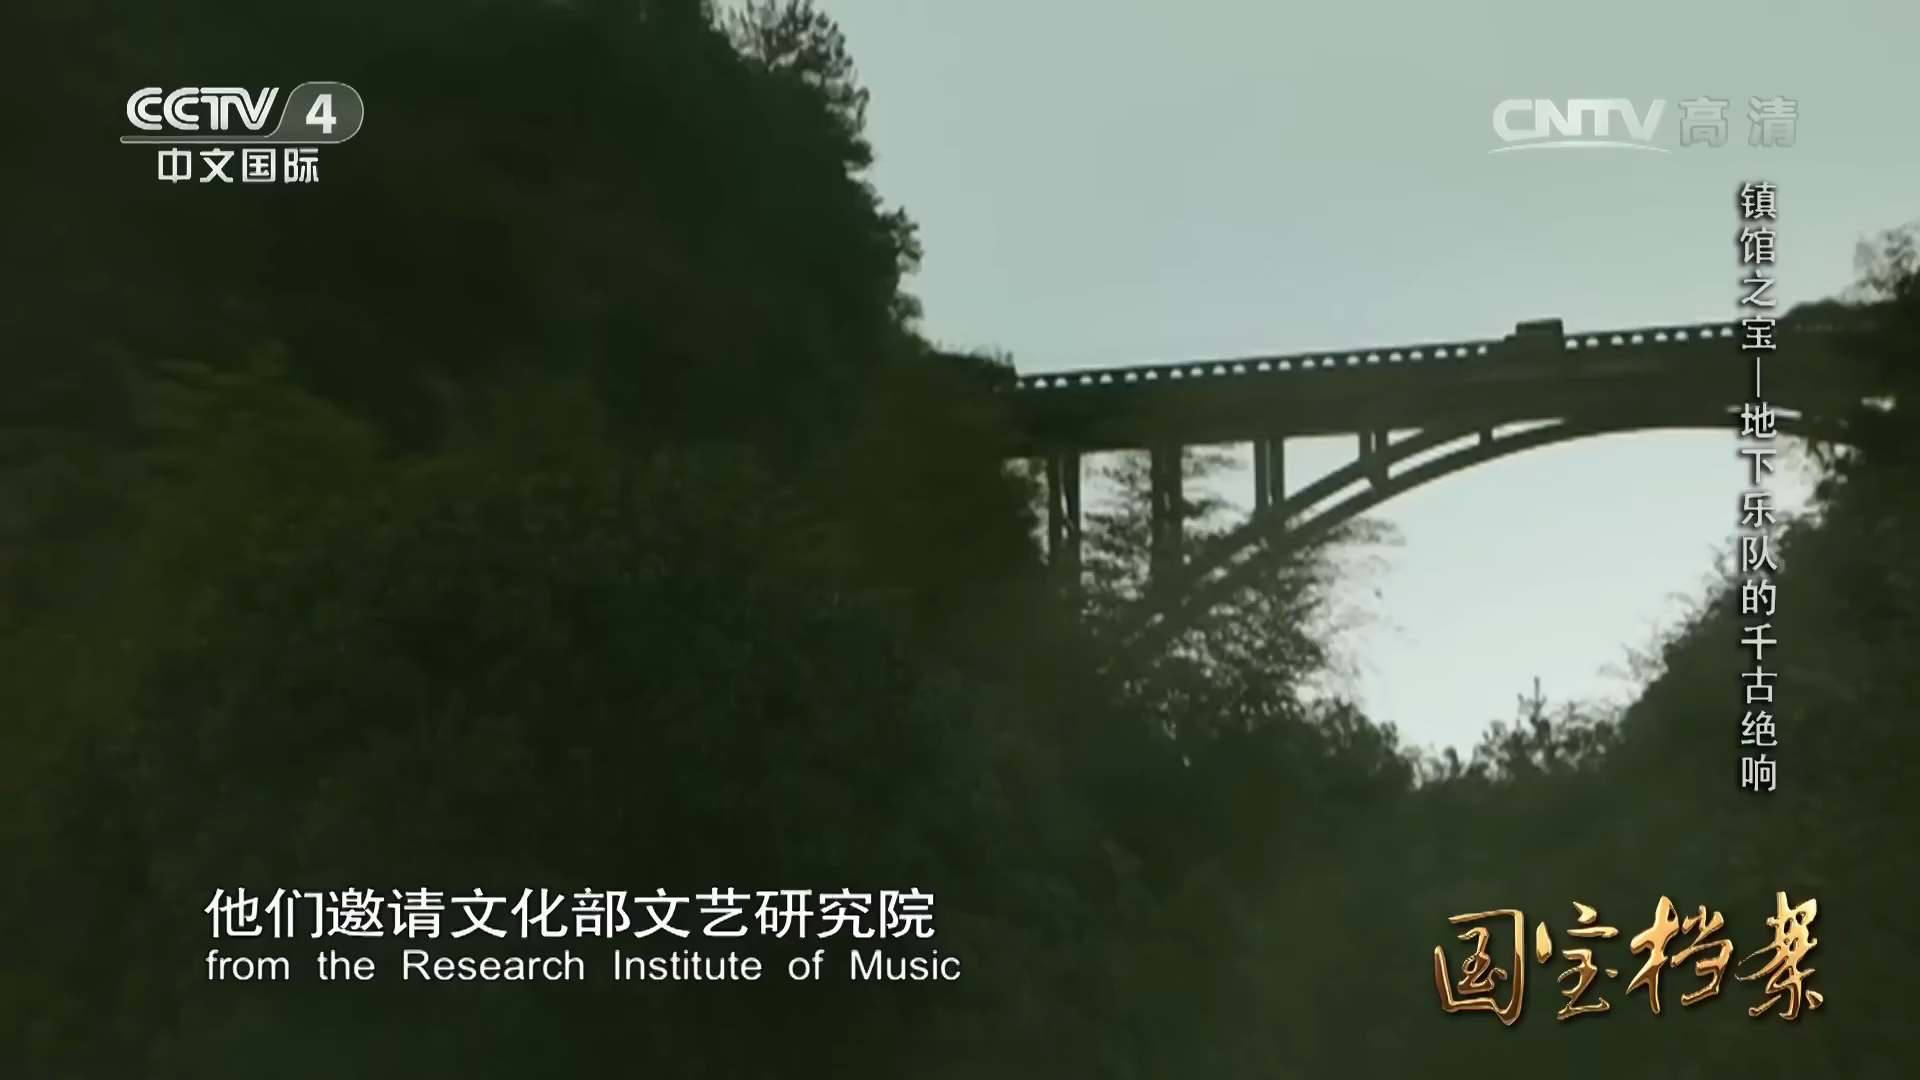 CCTV 4
中文国际
CNTV 高清
镇馆之宝—地下乐队的千古绝响
他们邀请文化部文艺研究院
from the Research Institute of Music
国宝档案